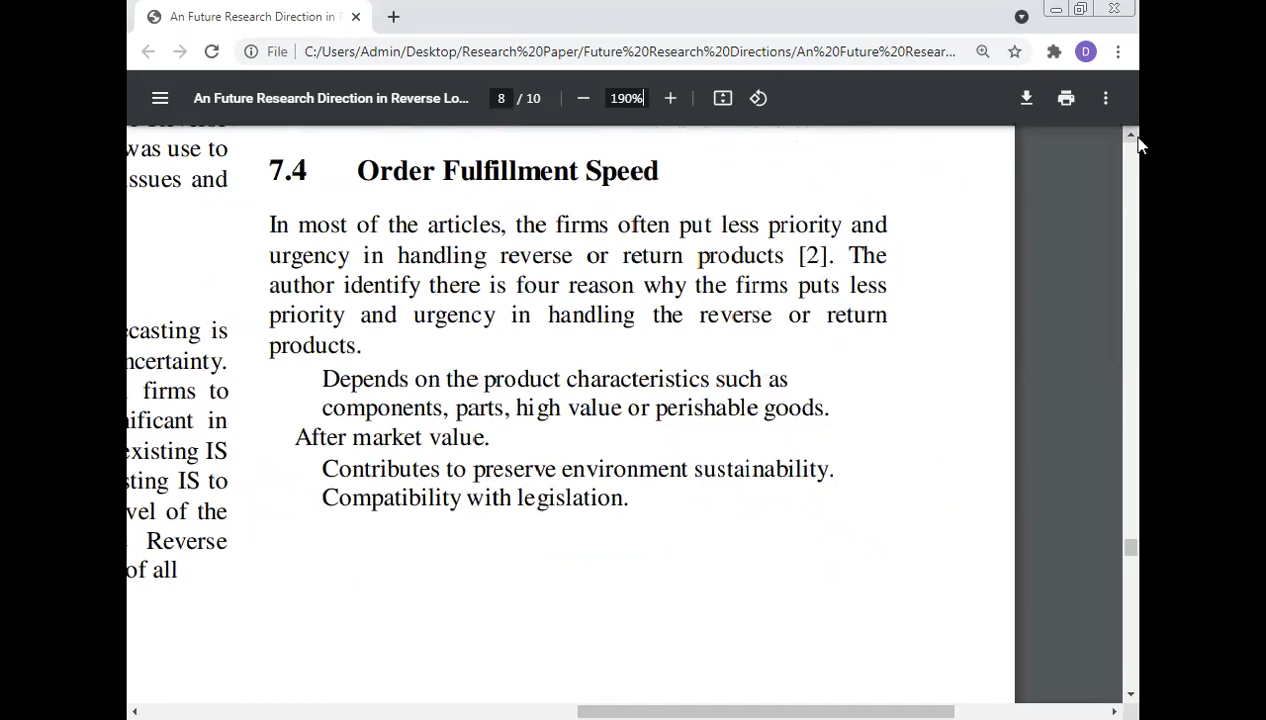 An Future Research Direction in
File C:/Users/Admin/Desktop/Research%20Paper/Future%20Research%20Directions/An%20Future%20Resear...
D
An Future Research Direction in Reverse Lo...
8 / 10
190%
was use to
ssues and
ecasting is
ncertainty.
firms to
nificant in
existing IS
sting IS to
vel of the
Reverse
of all
7.4 Order Fulfillment Speed
In most of the articles, the firms often put less priority and
urgency in handling reverse or return products [2]. The
author identify there is four reason why the firms puts less
priority and urgency in handling the reverse or return
products.
Depends on the product characteristics such as
components, parts, high value or perishable goods.
After market value.
Contributes to preserve environment sustainability.
Compatibility with legislation.